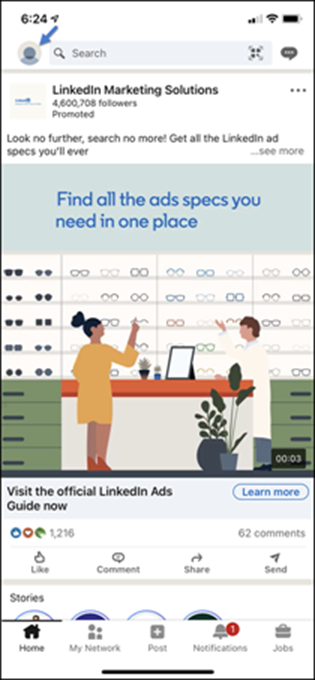 6:24
Search
LinkedIn Marketing Solutions
4,600,708 followers
Promoted
Look no further, search no more! Get all the LinkedIn ad
specs you'll ever
...see more
Find all the ads specs you
need in one place
00:03
Visit the official LinkedIn Ads
Guide now
Learn more
1,216
62 comments
Like
Comment
Share
Send
Stories
1
Home
My Network
Post
Notifications
Jobs